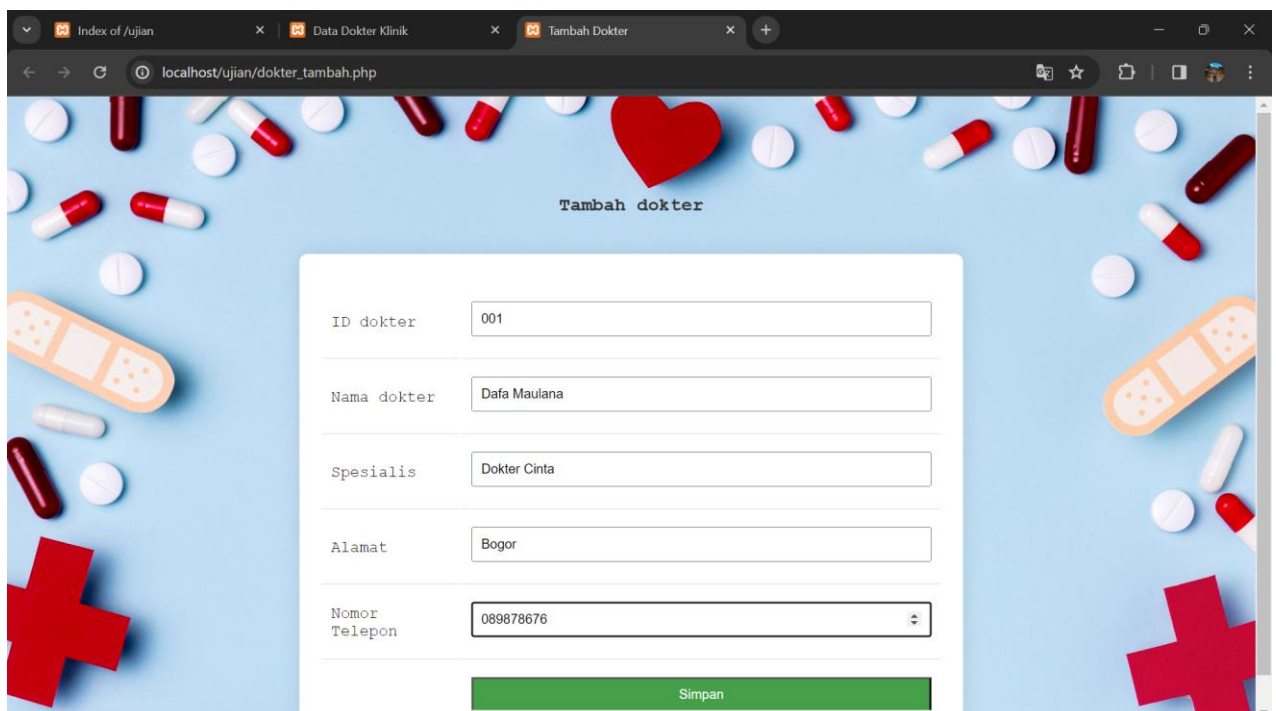 Index of /ujian
Data Dokter Klinik
Tambah Dokter
localhost/ujian/dokter_tambah.php
Tambah dokter
ID dokter
001
Nama dokter
Dafa Maulana
Spesialis
Dokter Cinta
Alamat
Bogor
Nomor
Telepon
089878676
Simpan